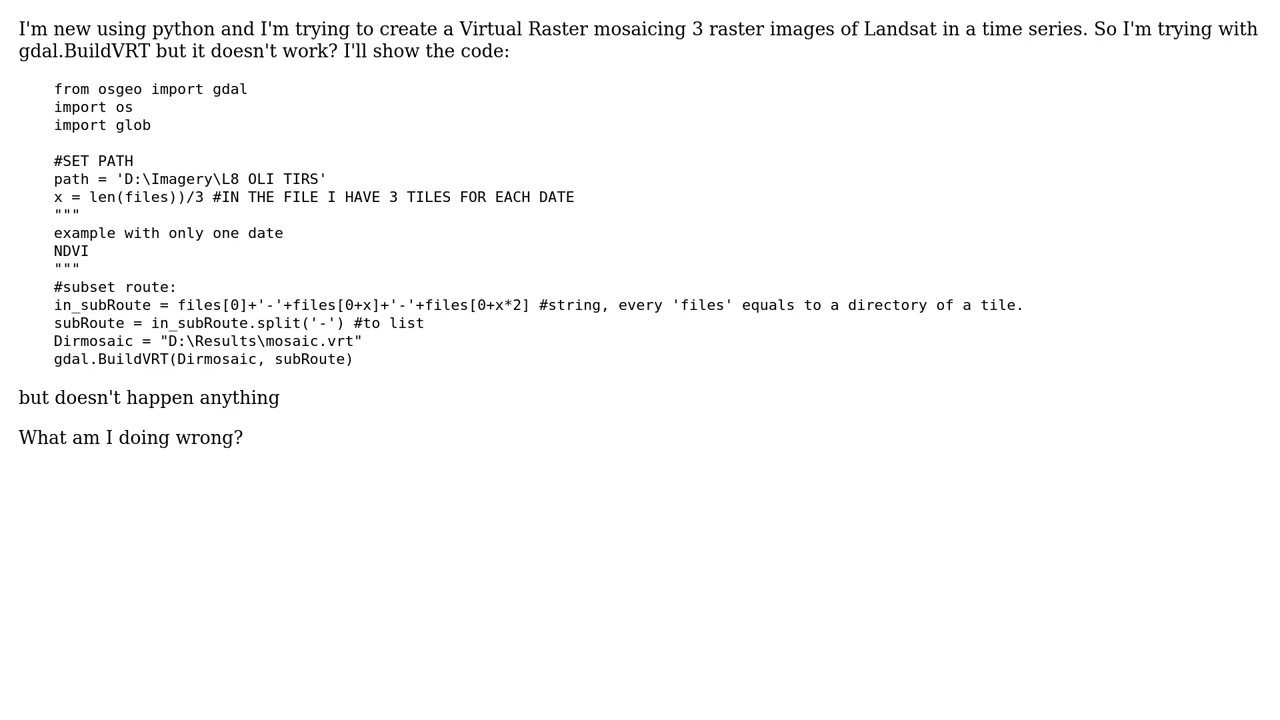 I'm new using python and I'm trying to create a Virtual Raster mosaicing 3 raster images of Landsat in a time series. So I'm trying with
gdal.BuildVRT but it doesn't work? I'll show the code:
from osgeo import gdal
import os
import glob
#SET PATH
path = 'D:\Imagery\L8 OLI TIRS'
x = len(files))/3 #IN THE FILE I HAVE 3 TILES FOR EACH DATE
"""
example with only one date
NDVI
"""
#subset route:
in_subRoute = files[0]+'-'+files[0+x]+'-'+files[0+x*2] #string, every 'files' equals to a directory of a tile.
subRoute = in_subRoute.split('-') #to list
Dirmosaic = "D:\Results\mosaic.vrt"
gdal.BuildVRT(Dirmosaic, subRoute)
but doesn't happen anything
What am I doing wrong?